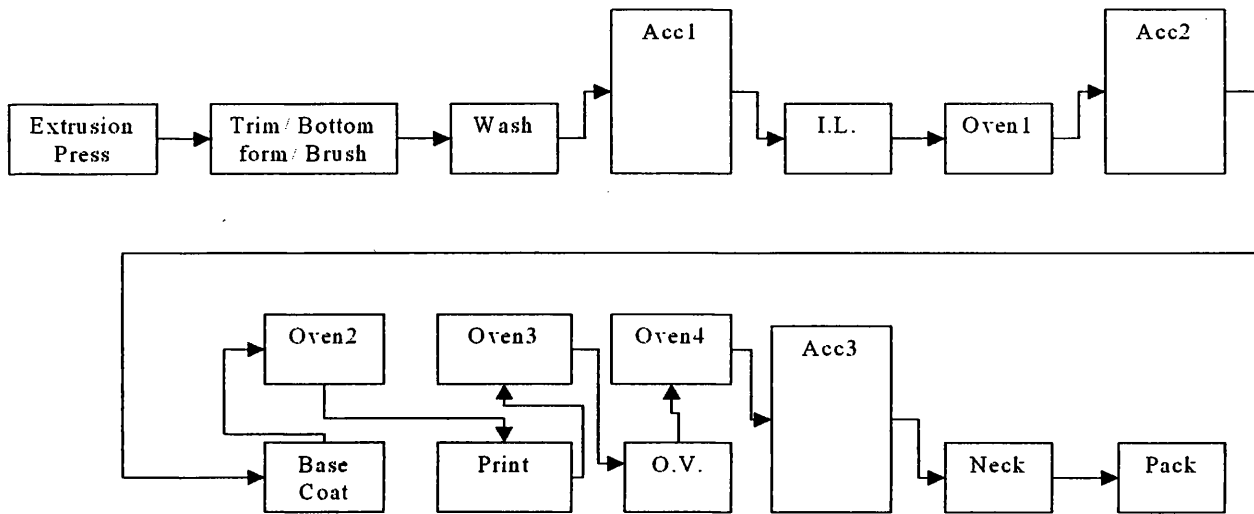 Extrusion
Press
Trim/ Bottom
form/ Brush
Wash
Acc1
I.L.
Oven1
Acc2
Oven2
Oven3
Oven4
Acc3
Base
Coat
Print
O.V.
Neck
Pack